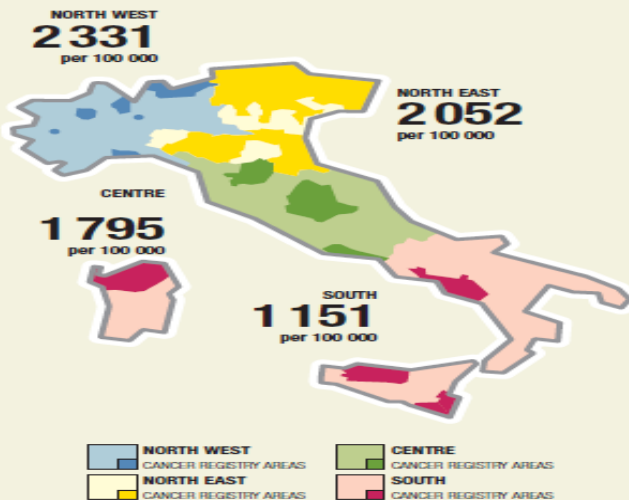 NORTH WEST
2 331
per 100 000
NORTH EAST
2 052
per 100 000
CENTRE
1 795
per 100 000
SOUTH
1 151
per 100 000
NORTH WEST
CANCER REGISTRY AREAS
NORTH EAST
CANCER REGISTRY AREAS
CENTRE
CANCER REGISTRY AREAS
SOUTH
CANCER REGISTRY AREAS